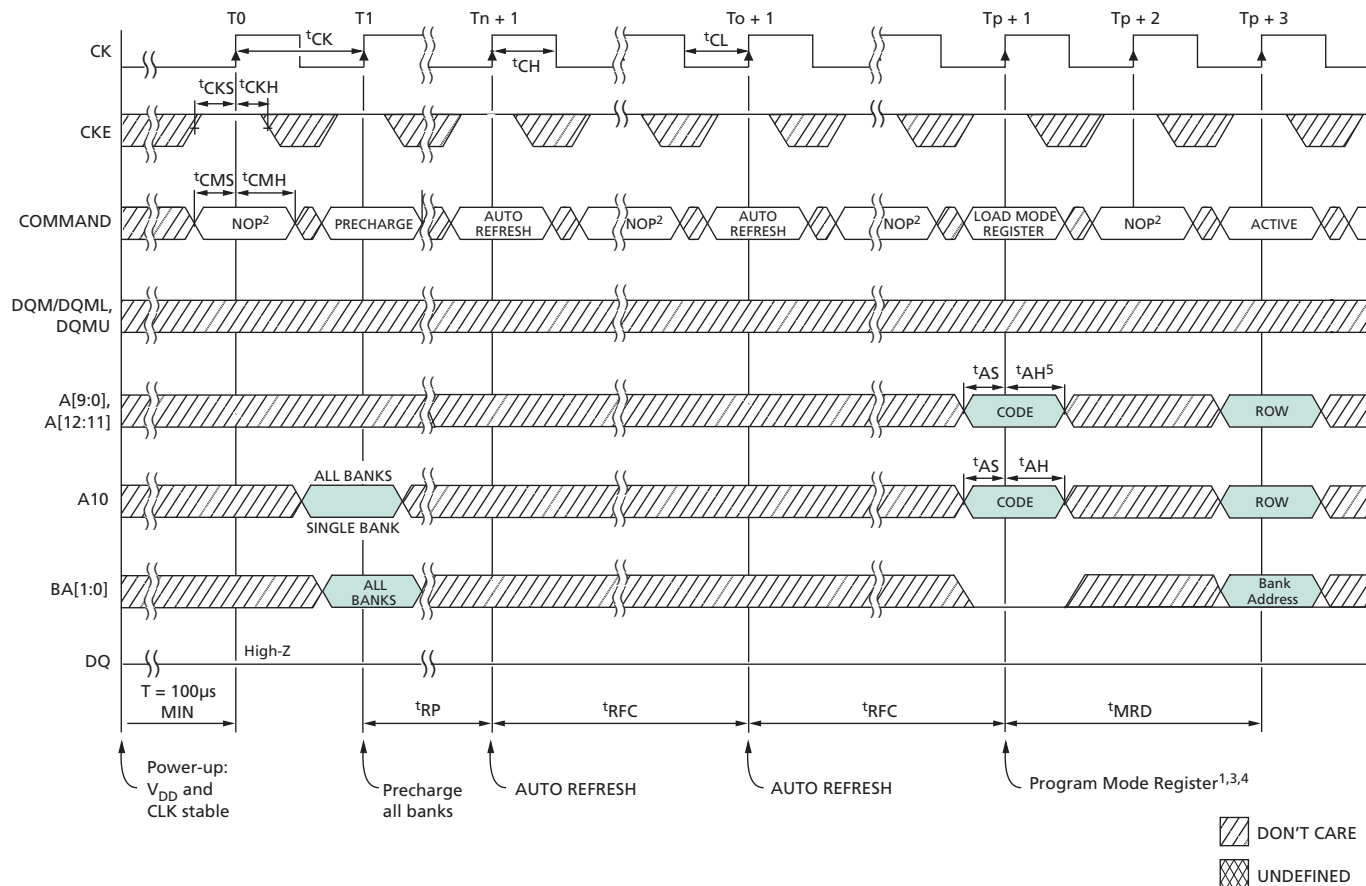 T0 T1 Tn + 1 To + 1 Tp + 1 Tp + 2 Tp + 3
CK
tCK
tCH
tCL
tCKS tCKH
CKE
tCMS tCMH
COMMAND
NOP2 PRECHARGE AUTO REFRESH NOP2 AUTO REFRESH NOP2 LOAD MODE REGISTER NOP2 ACTIVE
DQM/DQML,
DQMU
tAS tAH5
A[9:0],
A[12:11]
CODE ROW
ALL BANKS
tAS tAH
A10
CODE ROW
SINGLE BANK
BA[1:0]
ALL
BANKS
Bank
Address
High-Z
DQ
T = 100µs
MIN
tRP tRFC tRFC tMRD
Power-up:
VDD and
CLK stable
Precharge
all banks
AUTO REFRESH
AUTO REFRESH
Program Mode Register1,3,4
DON'T CARE
UNDEFINED